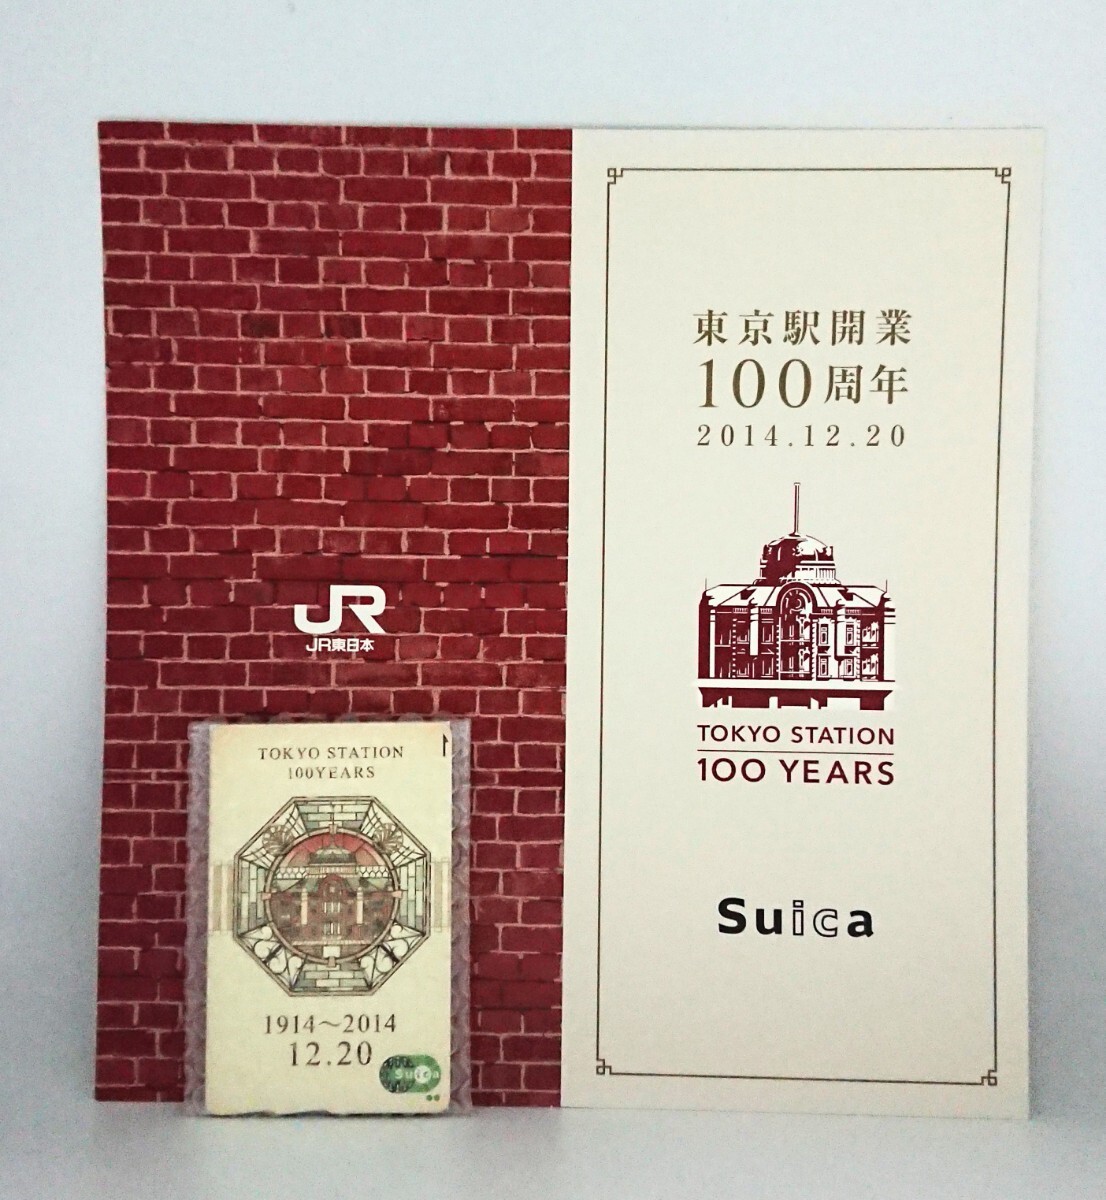 JR
JR東日本
TOKYO STATION
100YEARS
1914～2014
12.20
Suica
東京駅開業
100周年
2014.12.20
TOKYO STATION
100 YEARS
Suica